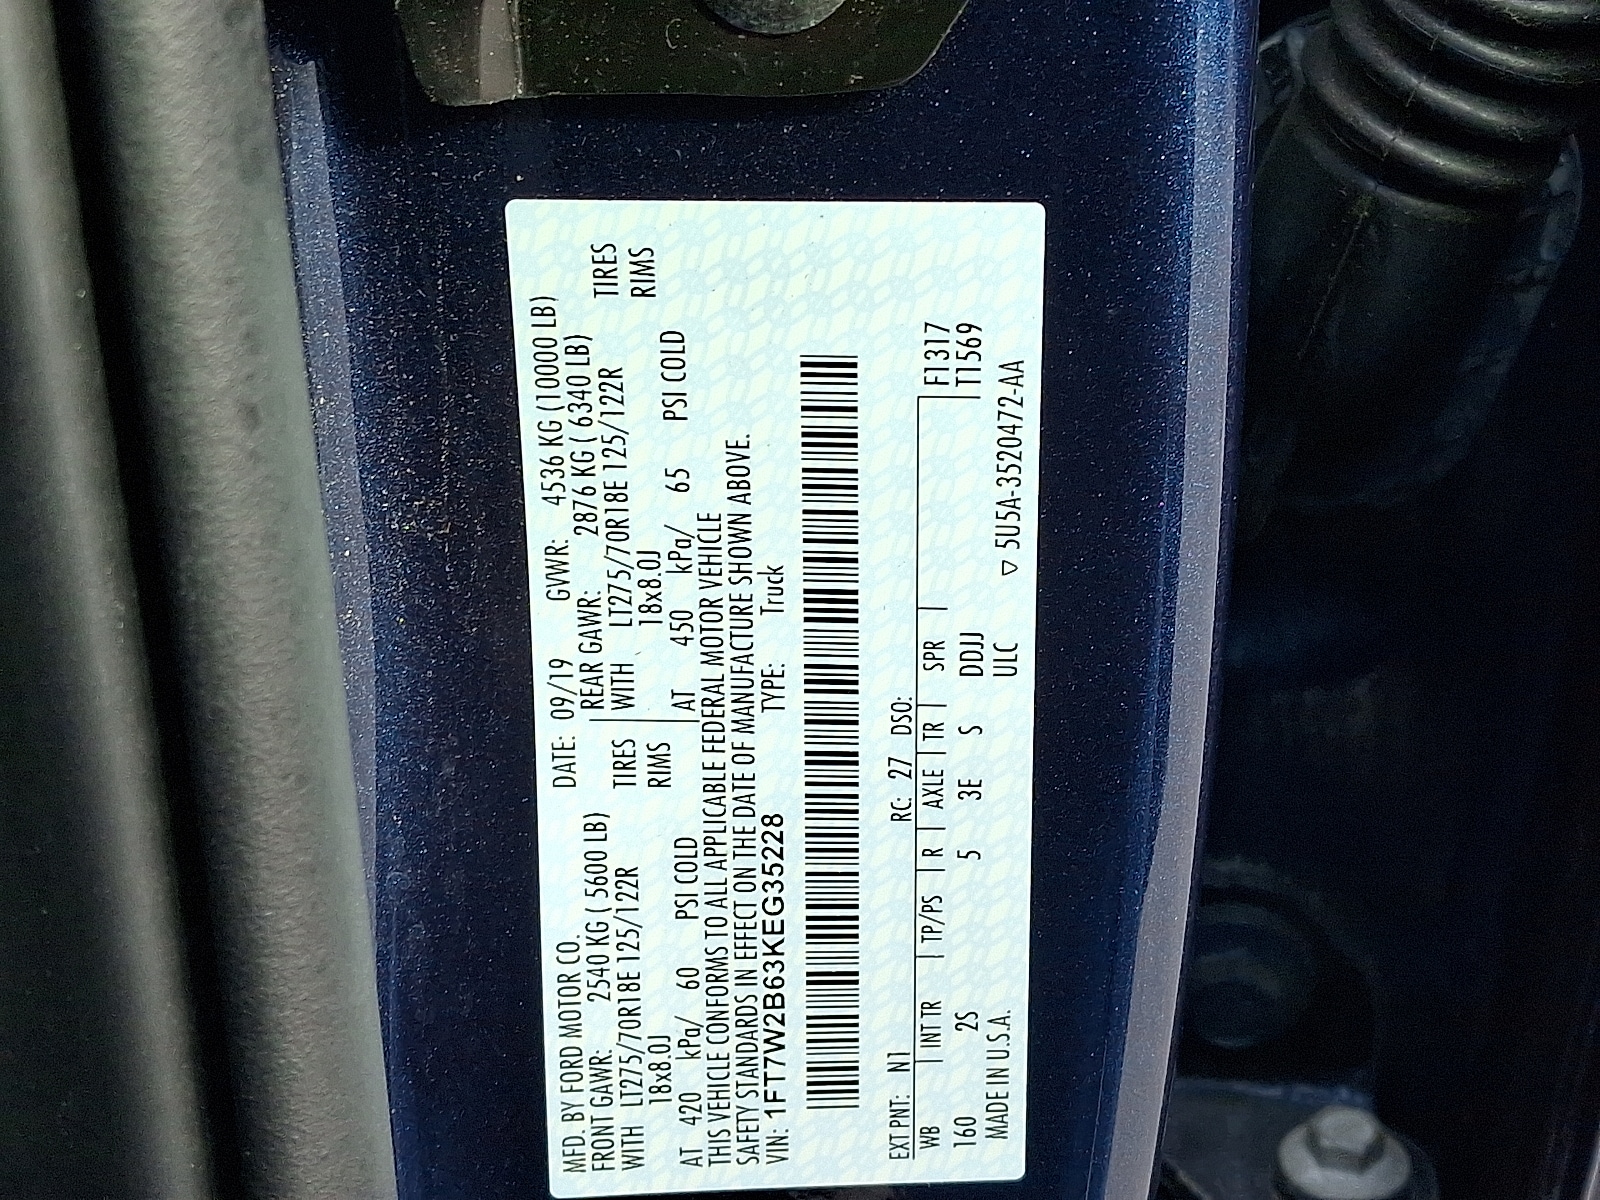 MFD. BY FORD MOTOR CO. DATE: 09/19 GVWR: 4536 KG (10000 LB)
FRONT GAWR: 2540 KG ( 5600 LB) REAR GAWR: 2876 KG ( 6340 LB)
WITH LT275/70R18E 125/122R TIRES WITH LT275/70R18E 125/122R TIRES
18x8.0J RIMS 18x8.0J RIMS
AT 420 kPa/ 60 PSI COLD AT 450 kPa/ 65 PSI COLD
THIS VEHICLE CONFORMS TO ALL APPLICABLE FEDERAL MOTOR VEHICLE
SAFETY STANDARDS IN EFFECT ON THE DATE OF MANUFACTURE SHOWN ABOVE.
VIN: 1FT7W2B63KEG35228 TYPE: Truck
EXT PNT: N1 RC: 27 DSO:
WB INT TR TP/PS R AXLE TR SPR F1317
160 2S 5 3E S DDJJ T1569
MADE IN U.S.A. ULC ▽ 5U5A-3520472-AA